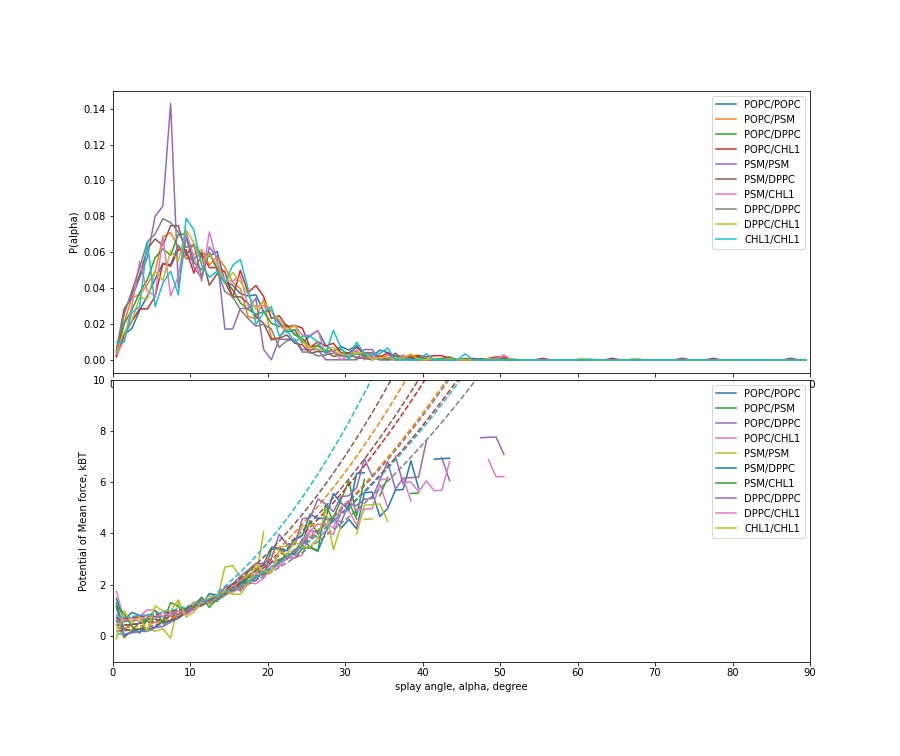 0.14
0.12
0.10
0.08
0.06
0.04
0.02
0.00
P(alpha)
POPC/POPC
POPC/PSM
POPC/DPPC
POPC/CHL1
PSM/PSM
PSM/DPPC
PSM/CHL1
DPPC/DPPC
DPPC/CHL1
CHL1/CHL1
10
8
6
4
2
0
Potential of Mean force, kBT
POPC/POPC
POPC/PSM
POPC/DPPC
POPC/CHL1
PSM/PSM
PSM/DPPC
PSM/CHL1
DPPC/DPPC
DPPC/CHL1
CHL1/CHL1
0 10 20 30 40 50 60 70 80 90
splay angle, alpha, degree